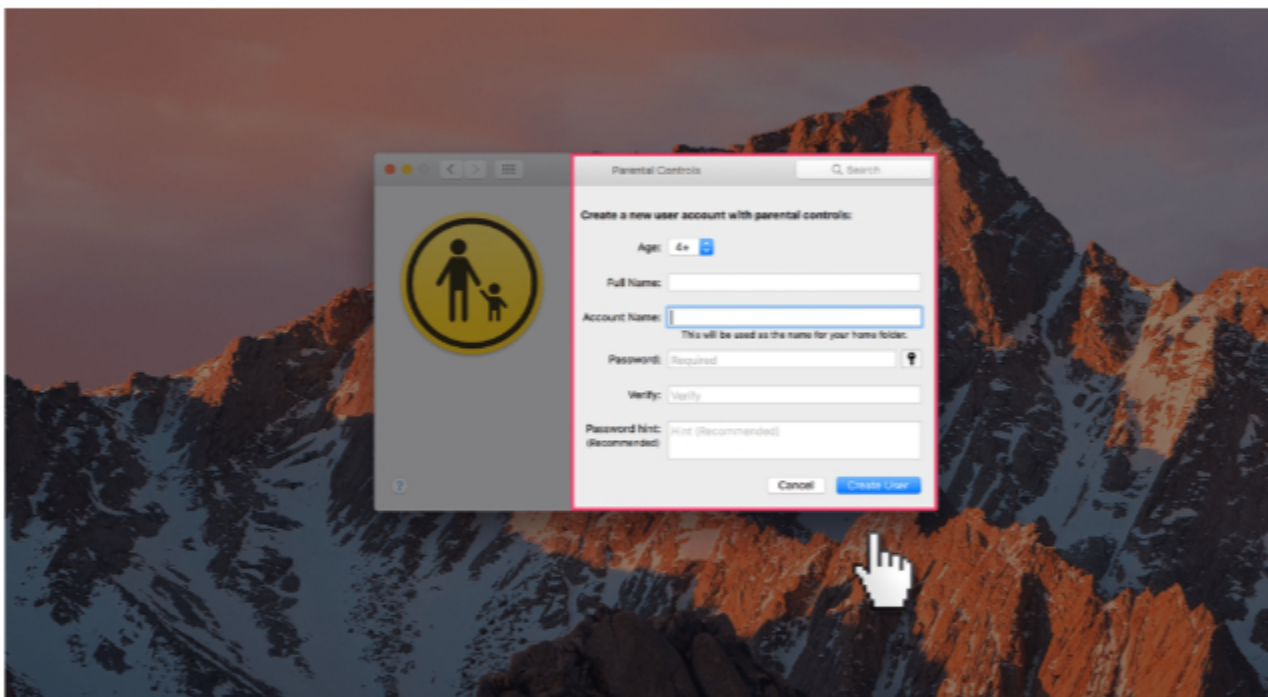 Parental Controls
Search
Create a new user account with parental controls:
Age: 4+
Full Name:
Account Name:
This will be used as the name for your home folder.
Password: Required
Verify: Verify
Password hint: Hint (Recommended)
(Recommended)
?
Cancel
Create User